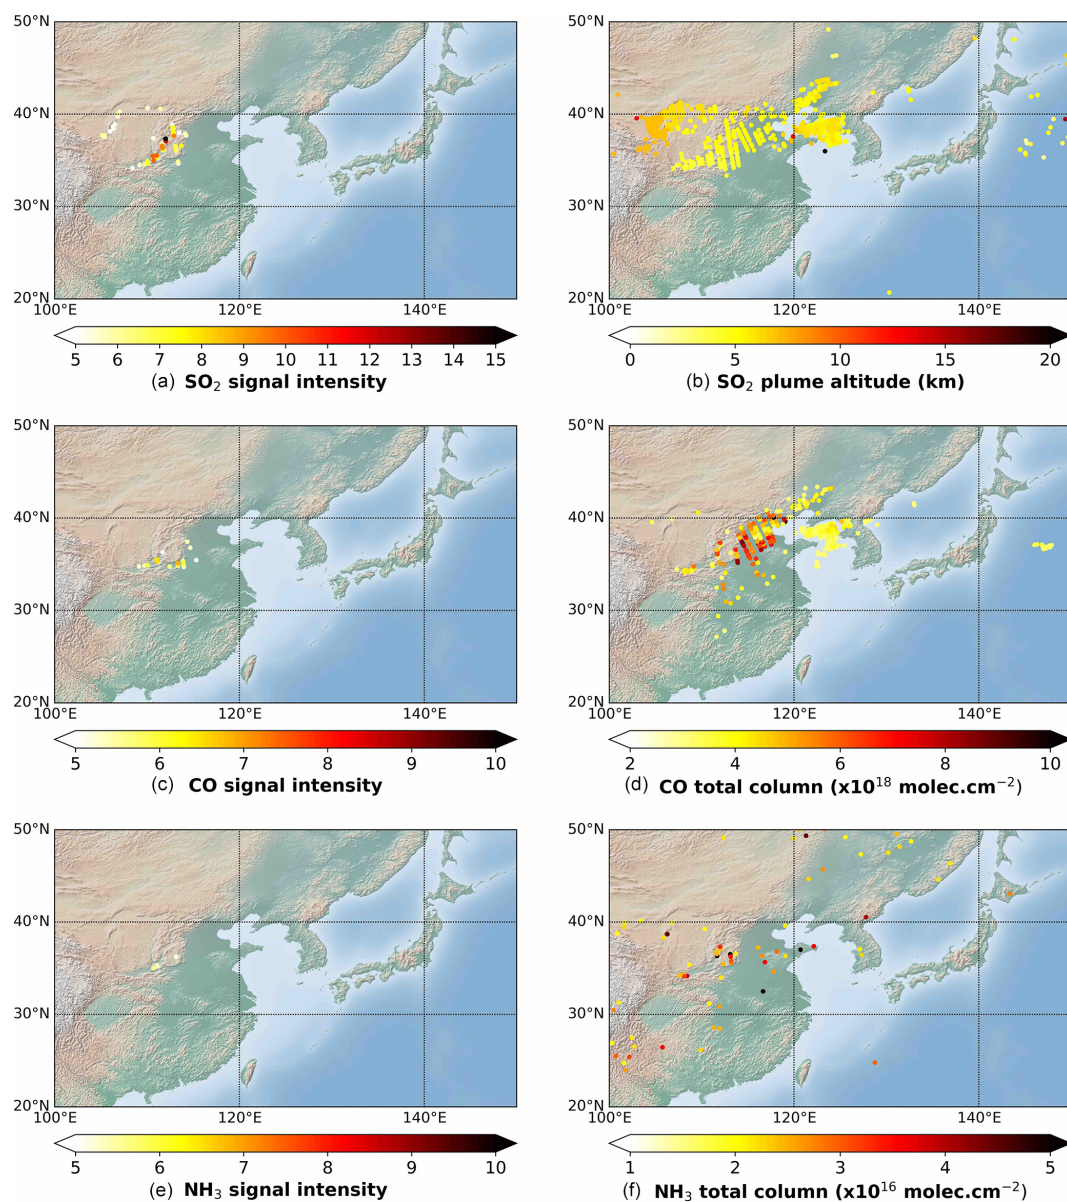 50°N
40°N
30°N
20°N
100°E 120°E 140°E
5 6 7 8 9 10 11 12 13 14 15
(a) SO₂ signal intensity
50°N
40°N
30°N
20°N
100°E 120°E 140°E
0 5 10 15 20
(b) SO₂ plume altitude (km)
50°N
40°N
30°N
20°N
100°E 120°E 140°E
5 6 7 8 9 10
(c) CO signal intensity
50°N
40°N
30°N
20°N
100°E 120°E 140°E
2 4 6 8 10
(d) CO total column (x10¹⁸ molec.cm⁻²)
50°N
40°N
30°N
20°N
100°E 120°E 140°E
5 6 7 8 9 10
(e) NH₃ signal intensity
50°N
40°N
30°N
20°N
100°E 120°E 140°E
1 2 3 4 5
(f) NH₃ total column (x10¹⁶ molec.cm⁻²)